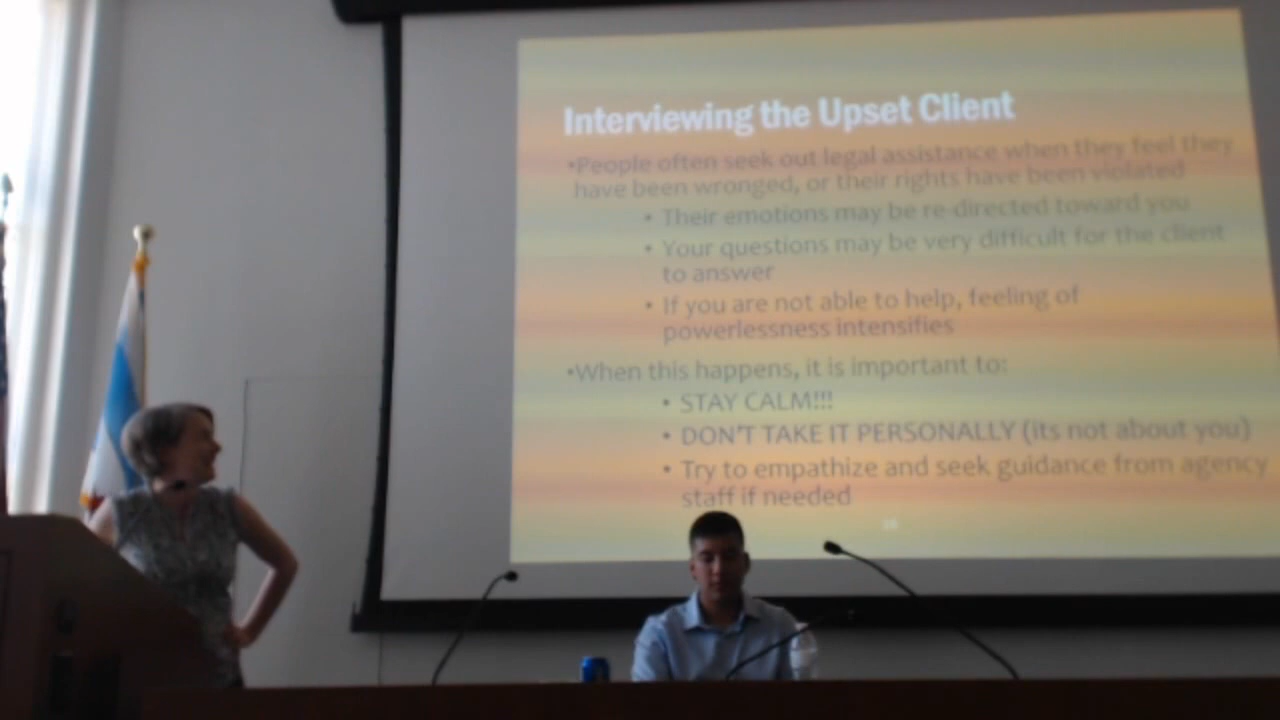 Interviewing the Upset Client
•People often seek out legal assistance when they feel they
have been wronged, or their rights have been violated
• Their emotions may be re-directed toward you
• Your questions may be very difficult for the client
to answer
• If you are not able to help, feeling of
powerlessness intensifies
•When this happens, it is important to:
• STAY CALM!!!
• DON'T TAKE IT PERSONALLY (its not about you)
• Try to empathize and seek guidance from agency
staff if needed